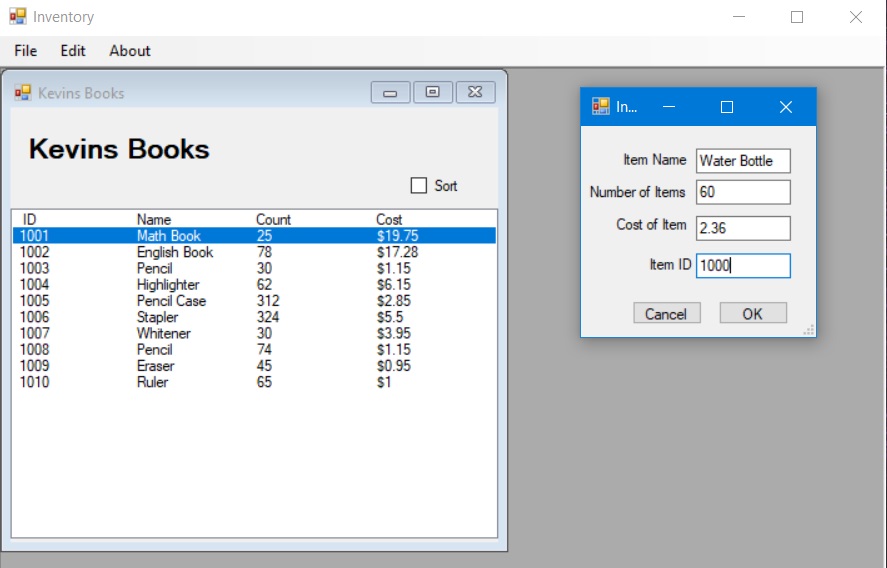 Inventory
File Edit About
Kevins Books
Kevins Books
Sort
ID Name Count Cost
1001 Math Book 25 $19.75
1002 English Book 78 $17.28
1003 Pencil 30 $1.15
1004 Highlighter 62 $6.15
1005 Pencil Case 312 $2.85
1006 Stapler 324 $5.5
1007 Whitener 30 $3.95
1008 Pencil 74 $1.15
1009 Eraser 45 $0.95
1010 Ruler 65 $1
In...
Item Name Water Bottle
Number of Items 60
Cost of Item 2.36
Item ID 1000
Cancel OK